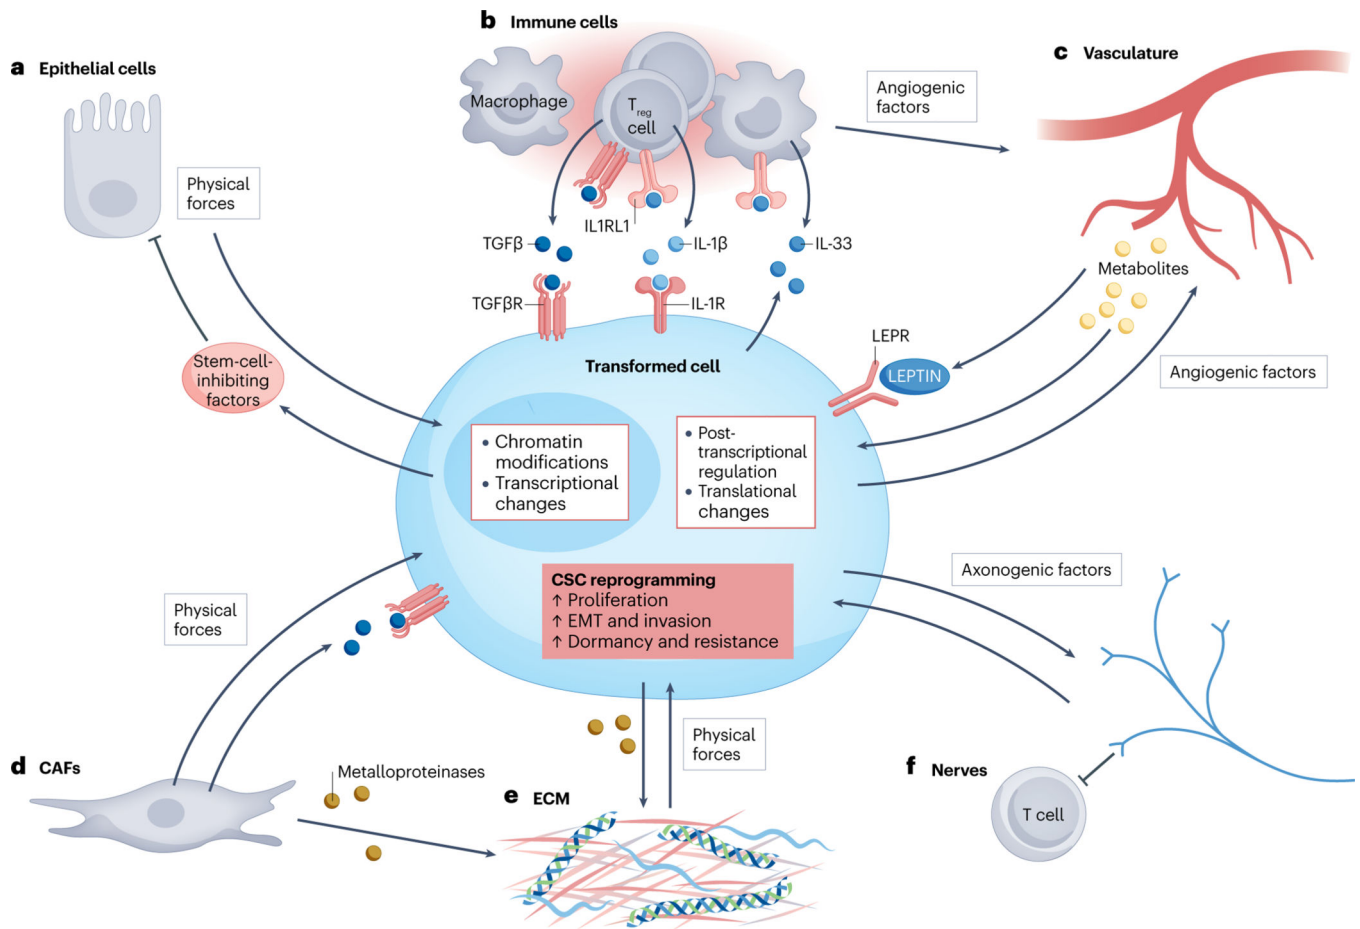 a Epithelial cells
Physical
forces
Stem-cell-
inhibiting
factors
b Immune cells
Macrophage
Treg
cell
IL1RL1
TGFβ
IL-1β
IL-33
TGFβR
IL-1R
Angiogenic
factors
c Vasculature
Metabolites
LEPR
LEPTIN
Angiogenic factors
Transformed cell
• Chromatin
modifications
• Transcriptional
changes
• Post-
transcriptional
regulation
• Translational
changes
CSC reprogramming
↑ Proliferation
↑ EMT and invasion
↑ Dormancy and resistance
Physical
forces
d CAFs
Metalloproteinases
Physical
forces
e ECM
Axonogenic factors
f Nerves
T cell